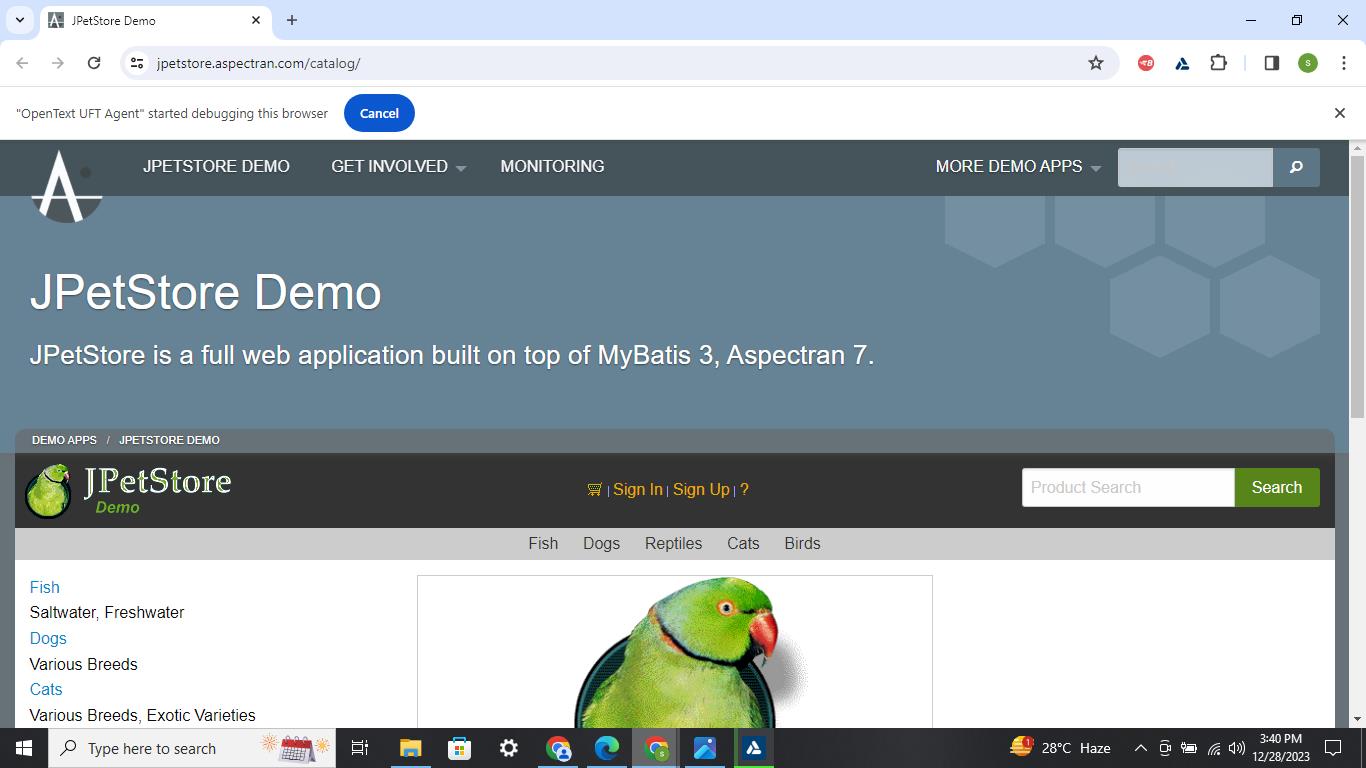 JPetStore Demo
jpetstore.aspectran.com/catalog/
s
"OpenText UFT Agent" started debugging this browser
Cancel
JPETSTORE DEMO
GET INVOLVED
MONITORING
MORE DEMO APPS
JPetStore Demo
JPetStore is a full web application built on top of MyBatis 3, Aspectran 7.
DEMO APPS / JPETSTORE DEMO
JPetStore
Demo
| Sign In | Sign Up | ?
Product Search
Search
Fish
Dogs
Reptiles
Cats
Birds
Fish
Saltwater, Freshwater
Dogs
Various Breeds
Cats
Various Breeds, Exotic Varieties
Type here to search
1
28°C Haze
3:40 PM
12/28/2023